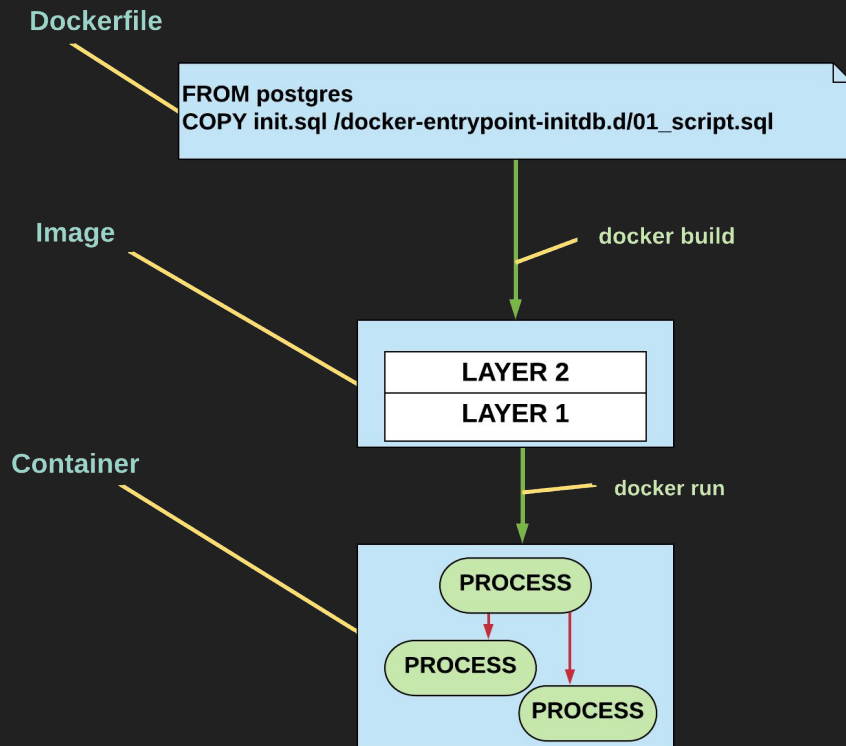 Dockerfile
FROM postgres
COPY init.sql /docker-entrypoint-initdb.d/01_script.sql
Image
docker build
LAYER 2
LAYER 1
Container
docker run
PROCESS
PROCESS
PROCESS